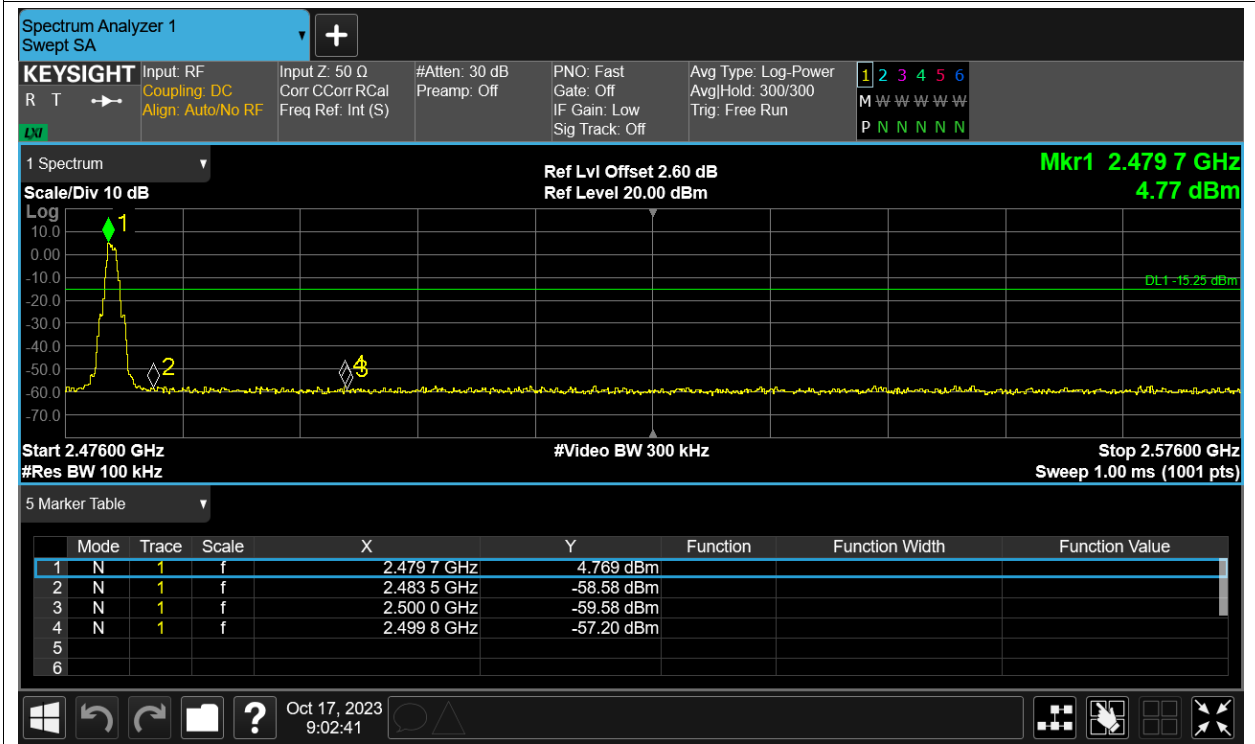 Spectrum Analyzer 1
Swept SA
KEYSIGHT
R T
LXI
Input: RF
Coupling: DC
Align: Auto/No RF
Input Z: 50 Ω
Corr CCorr RCal
Freq Ref: Int (S)
#Atten: 30 dB
Preamp: Off
PNO: Fast
Gate: Off
IF Gain: Low
Sig Track: Off
Avg Type: Log-Power
Avg|Hold: 300/300
Trig: Free Run
1 2 3 4 5 6
M W W W W W
P N N N N N
1 Spectrum
Scale/Div 10 dB
Ref Lvl Offset 2.60 dB
Ref Level 20.00 dBm
Mkr1 2.479 7 GHz
4.77 dBm
Log
10.0
0.00
-10.0
-20.0
-30.0
-40.0
-50.0
-60.0
-70.0
1
DL1 -15.25 dBm
2
4
3
Start 2.47600 GHz
#Video BW 300 kHz
Stop 2.57600 GHz
#Res BW 100 kHz
Sweep 1.00 ms (1001 pts)
5 Marker Table
Mode Trace Scale X Y Function Function Width Function Value
1 N 1 f 2.479 7 GHz 4.769 dBm
2 N 1 f 2.483 5 GHz -58.58 dBm
3 N 1 f 2.500 0 GHz -59.58 dBm
4 N 1 f 2.499 8 GHz -57.20 dBm
5
6
?
Oct 17, 2023
9:02:41